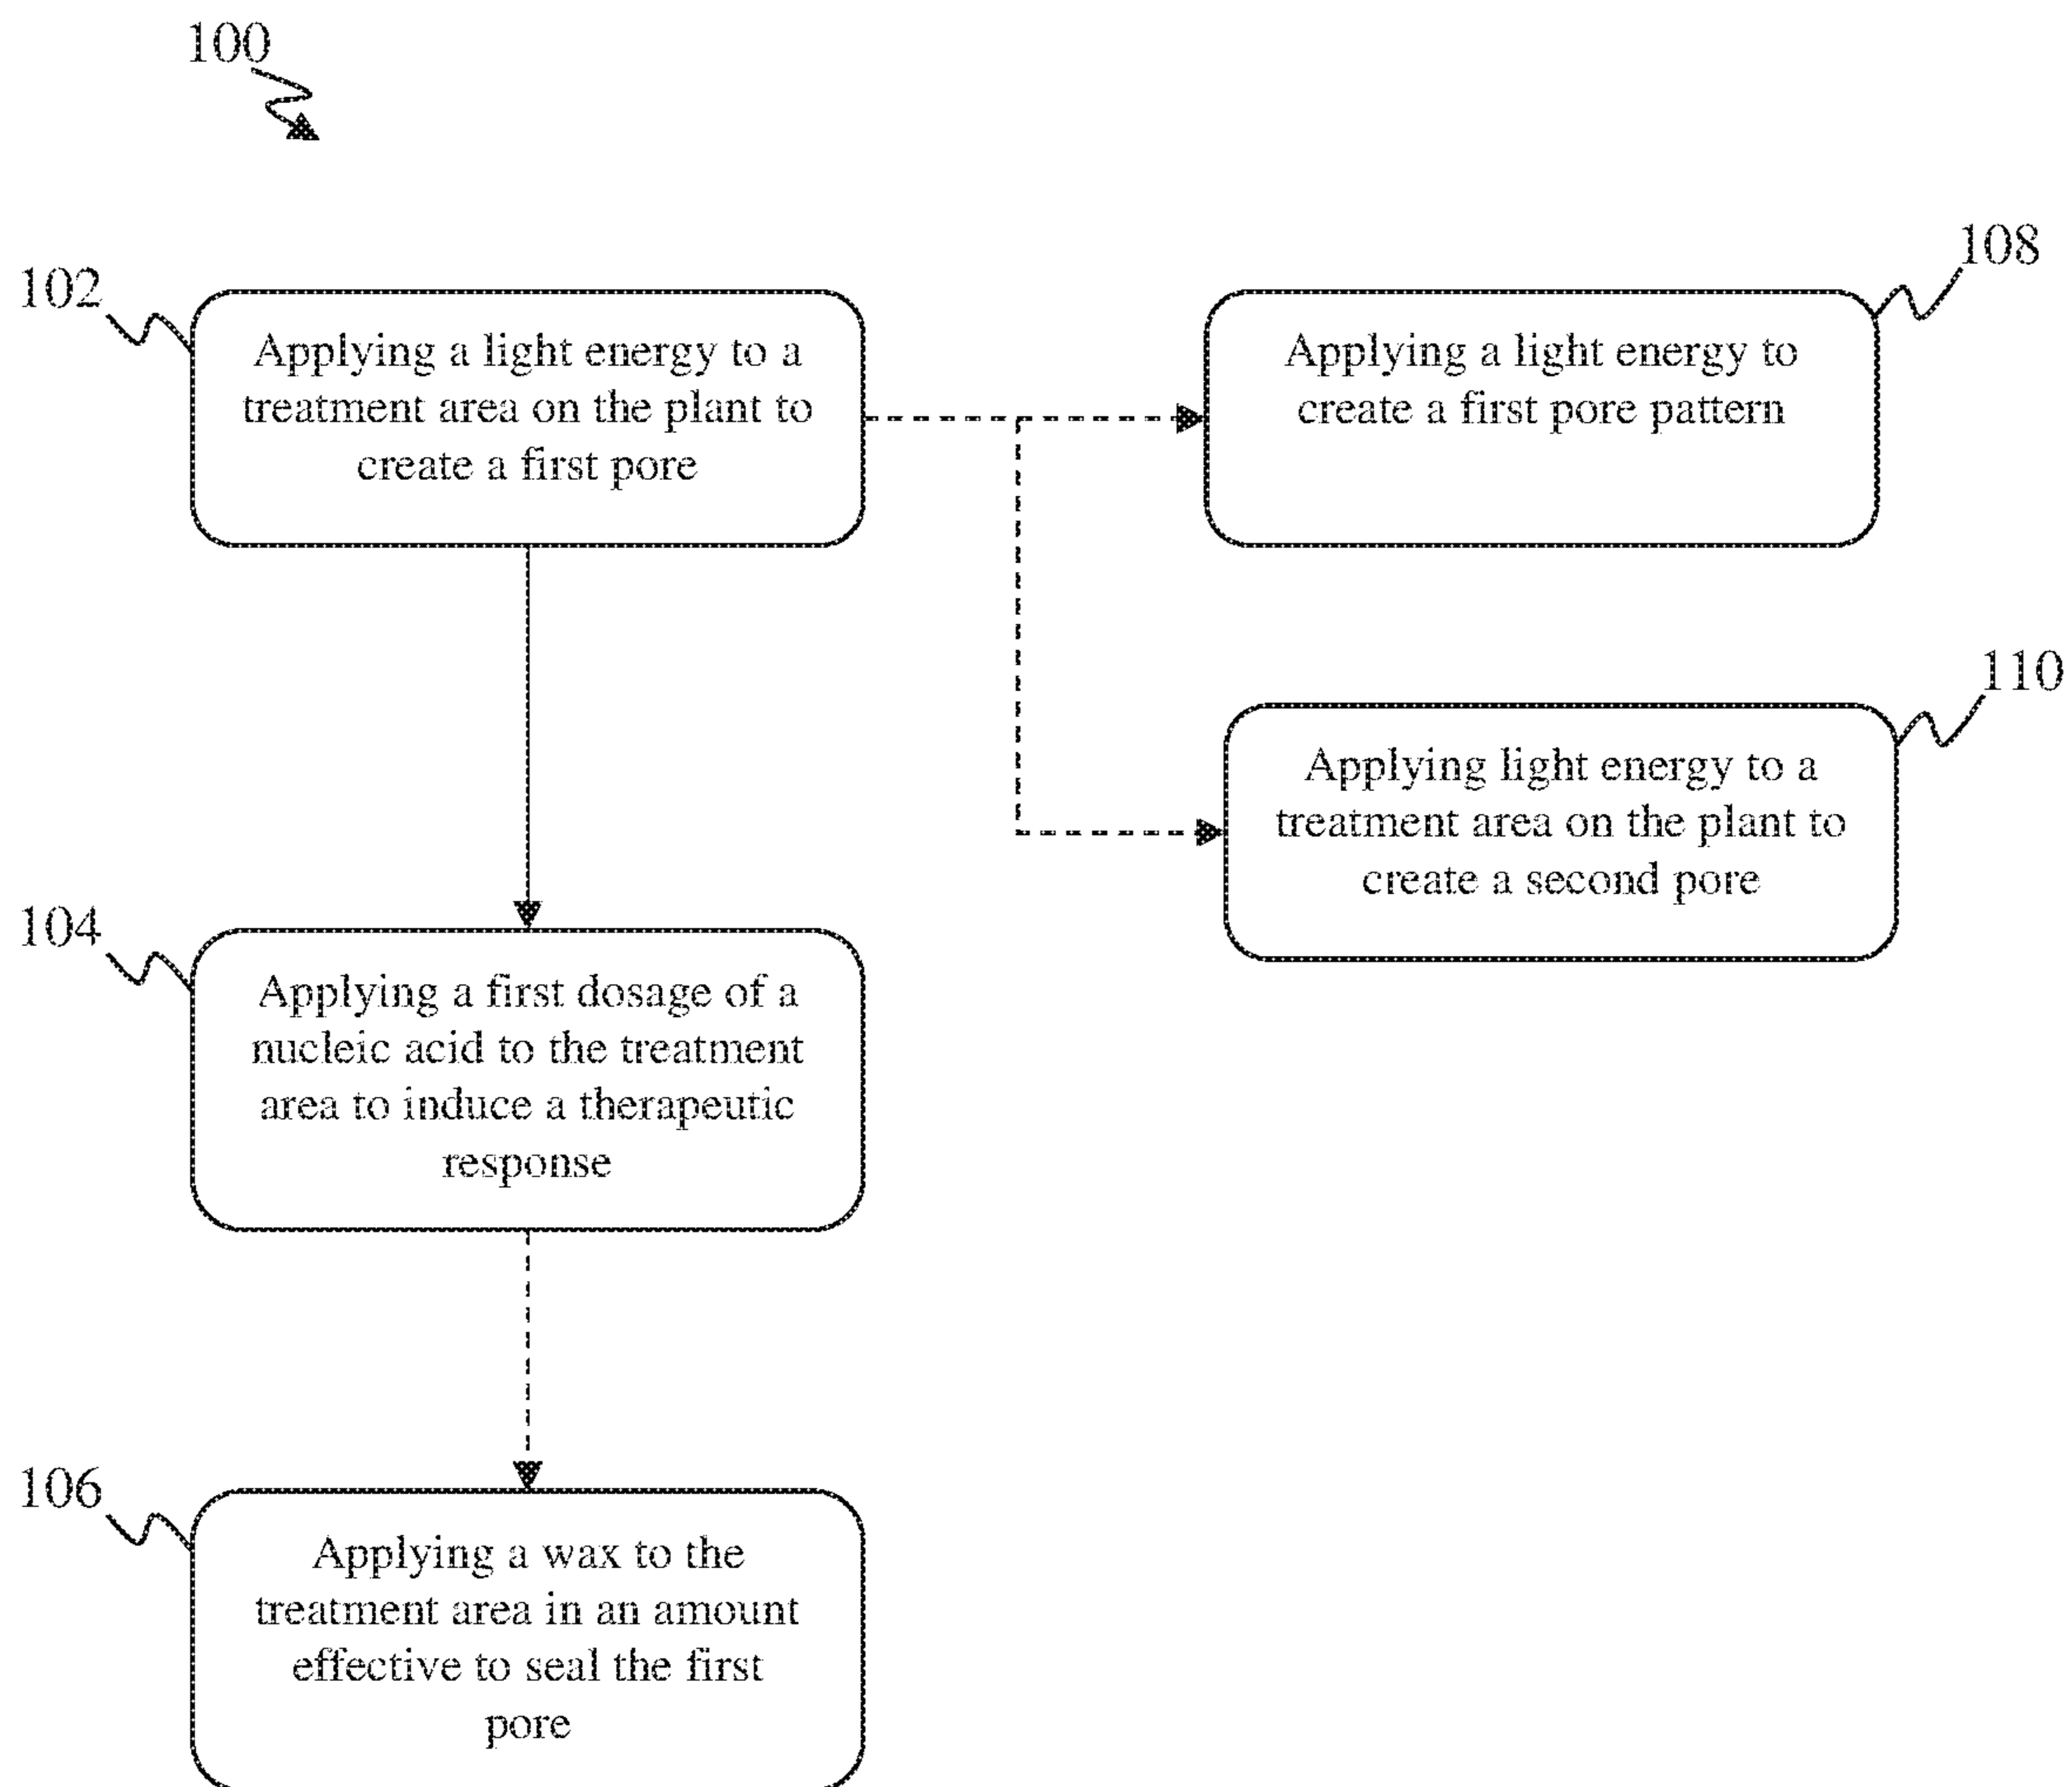 100
102
Applying a light energy to a
treatment area on the plant to
create a first pore
108
Applying a light energy to
create a first pore pattern
110
Applying light energy to a
treatment area on the plant to
create a second pore
104
Applying a first dosage of a
nucleic acid to the treatment
area to induce a therapeutic
response
106
Applying a wax to the
treatment area in an amount
effective to seal the first
pore